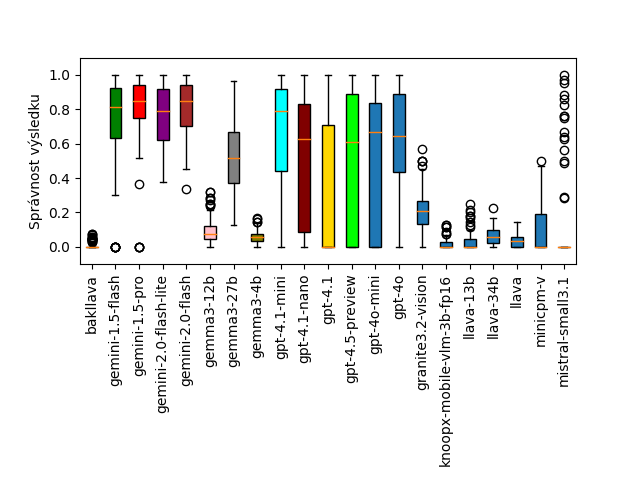 Správnost výsledku
1.0
0.8
0.6
0.4
0.2
0.0
bakllava
gemini-1.5-flash
gemini-1.5-pro
gemini-2.0-flash-lite
gemini-2.0-flash
gemma3-12b
gemma3-27b
gemma3-4b
gpt-4.1-mini
gpt-4.1-nano
gpt-4.1
gpt-4.5-preview
gpt-4o-mini
gpt-4o
granite3.2-vision
knoopx-mobile-vlm-3b-fp16
llava-13b
llava-34b
llava
minicpm-v
mistral-small3.1